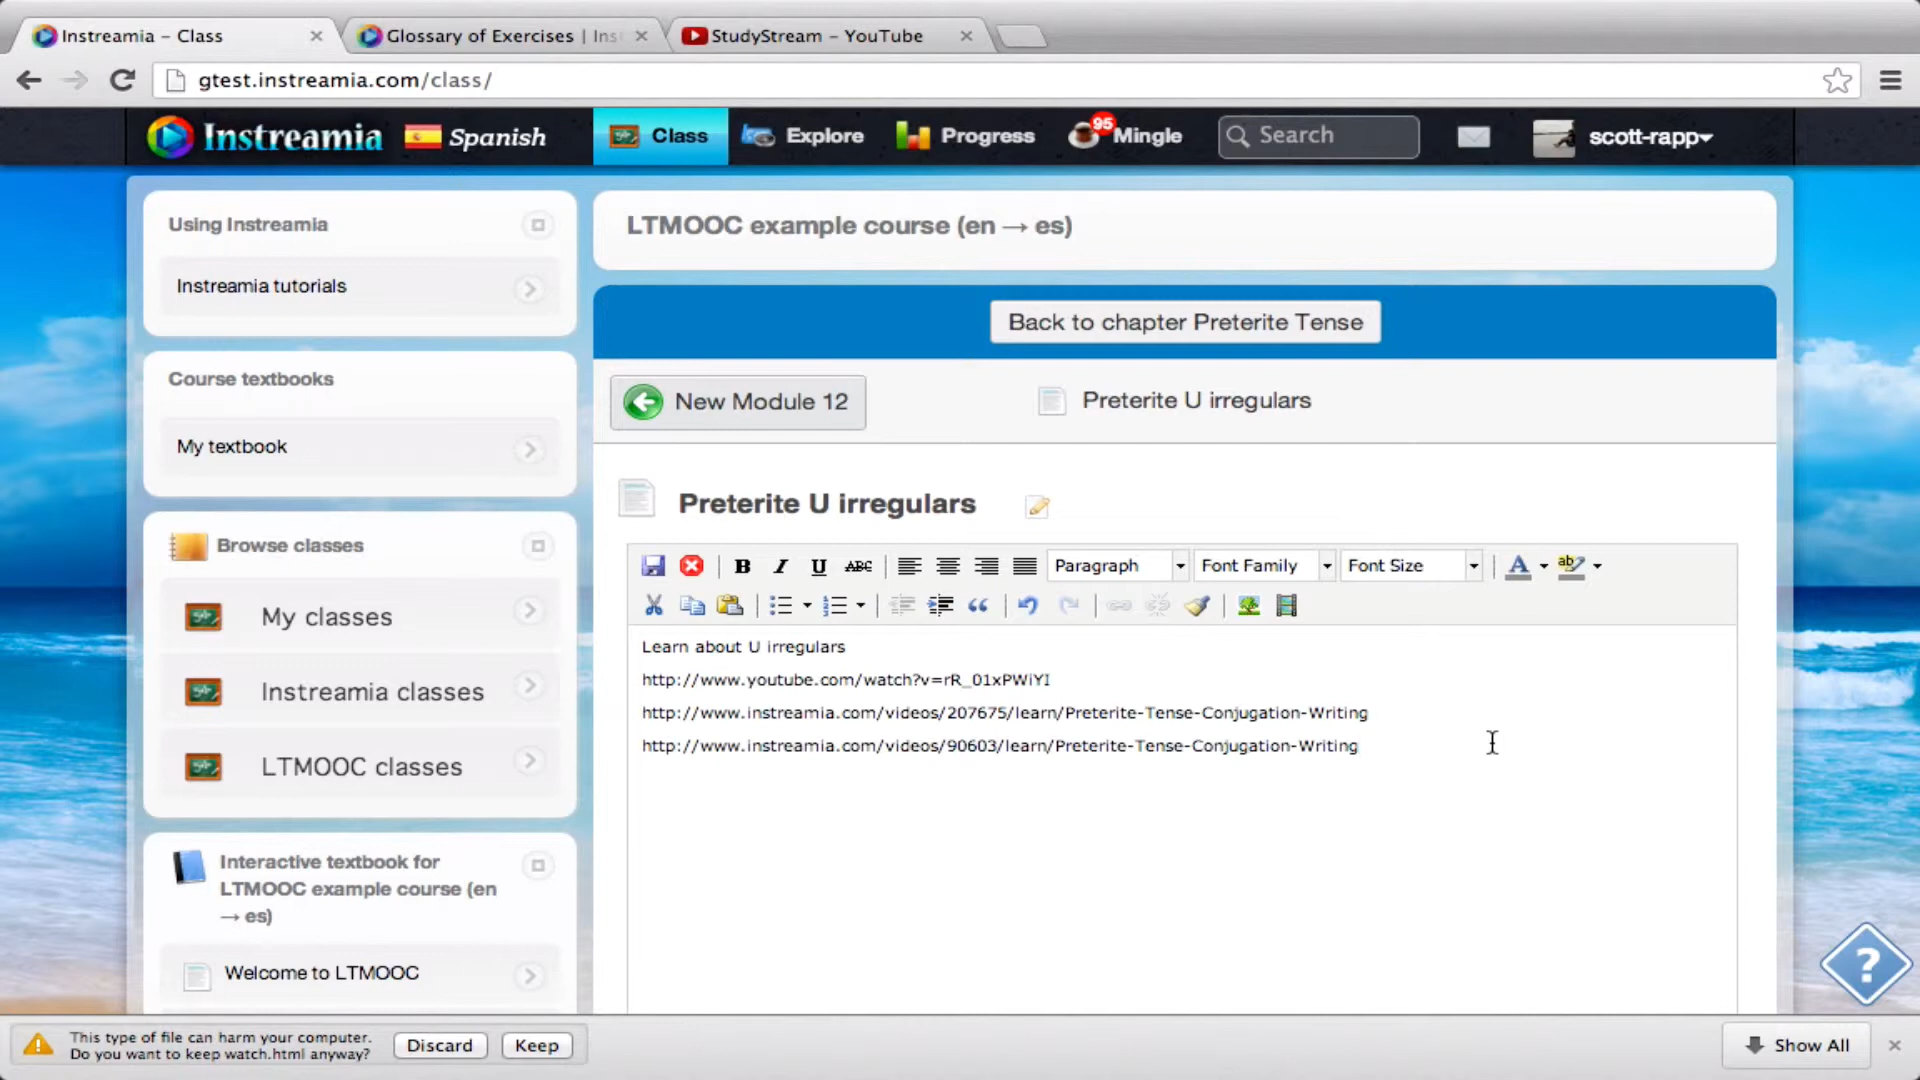 Instreamia – Class
Glossary of Exercises | Inst
StudyStream – YouTube
gtest.instreamia.com/class/
Instreamia
Spanish
Class
Explore
Progress
95
Mingle
Search
scott-rapp
Using Instreamia
Instreamia tutorials
Course textbooks
My textbook
Browse classes
My classes
Instreamia classes
LTMOOC classes
Interactive textbook for
LTMOOC example course (en
→ es)
Welcome to LTMOOC
LTMOOC example course (en → es)
Back to chapter Preterite Tense
New Module 12
Preterite U irregulars
Preterite U irregulars
B I U ABC
Paragraph
Font Family
Font Size
A
ab
Learn about U irregulars
http://www.youtube.com/watch?v=rR_01xPWiYI
http://www.instreamia.com/videos/207675/learn/Preterite-Tense-Conjugation-Writing
http://www.instreamia.com/videos/90603/learn/Preterite-Tense-Conjugation-Writing
?
This type of file can harm your computer.
Do you want to keep watch.html anyway?
Discard
Keep
Show All